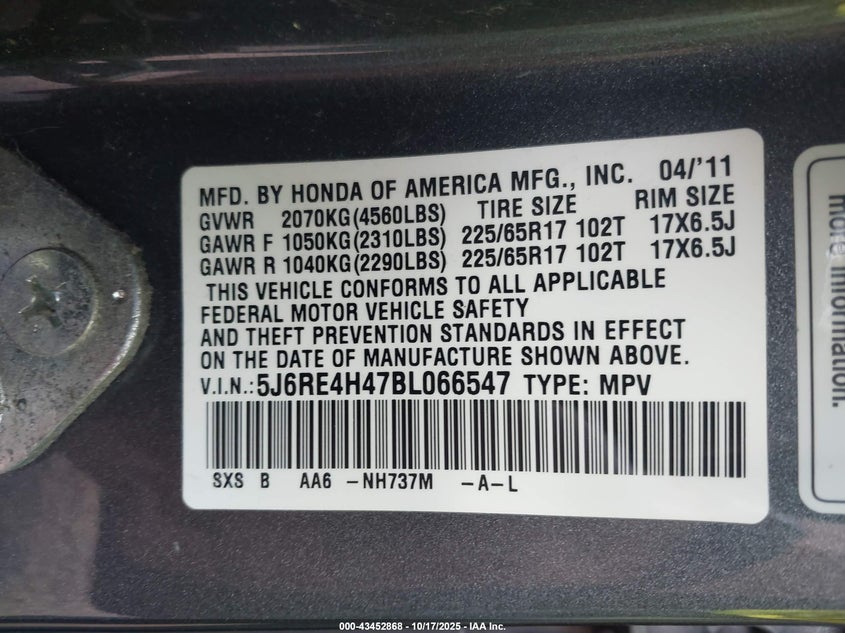 MFD. BY HONDA OF AMERICA MFG., INC. 04/'11
GVWR 2070KG(4560LBS) TIRE SIZE RIM SIZE
GAWR F 1050KG(2310LBS) 225/65R17 102T 17X6.5J
GAWR R 1040KG(2290LBS) 225/65R17 102T 17X6.5J
THIS VEHICLE CONFORMS TO ALL APPLICABLE
FEDERAL MOTOR VEHICLE SAFETY
AND THEFT PREVENTION STANDARDS IN EFFECT
ON THE DATE OF MANUFACTURE SHOWN ABOVE.
V.I.N.: 5J6RE4H47BL066547 TYPE: MPV
SXS B AA6 -NH737M -A-L
more information.
000-43452868 - 10/17/2025 - IAA Inc.